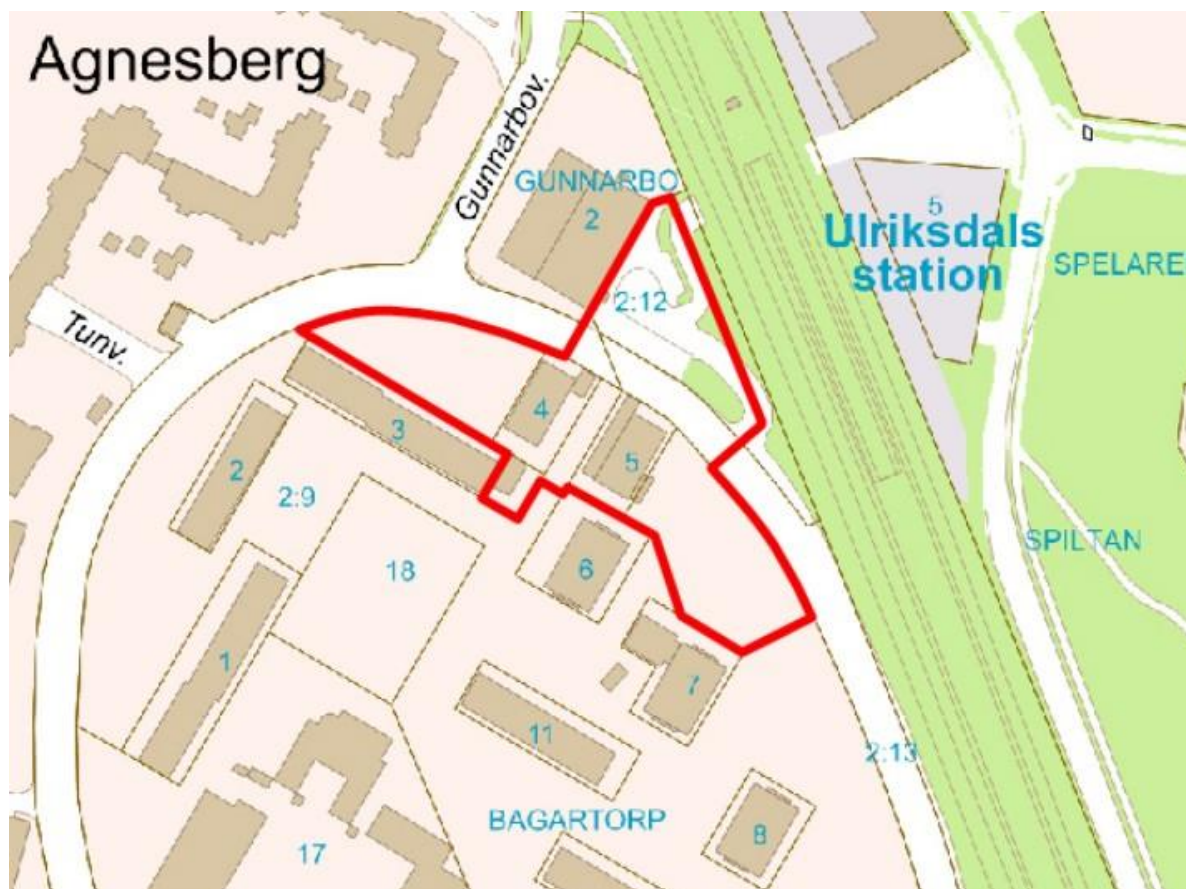 Agnesberg
Gunnarbov.
GUNNARBO
2
5
Ulriksdals
station
SPELARE
2:12
Tunv.
4
3
5
2
2:9
18
6
SPILTAN
1
7
11
2:13
BAGARTORP
8
17